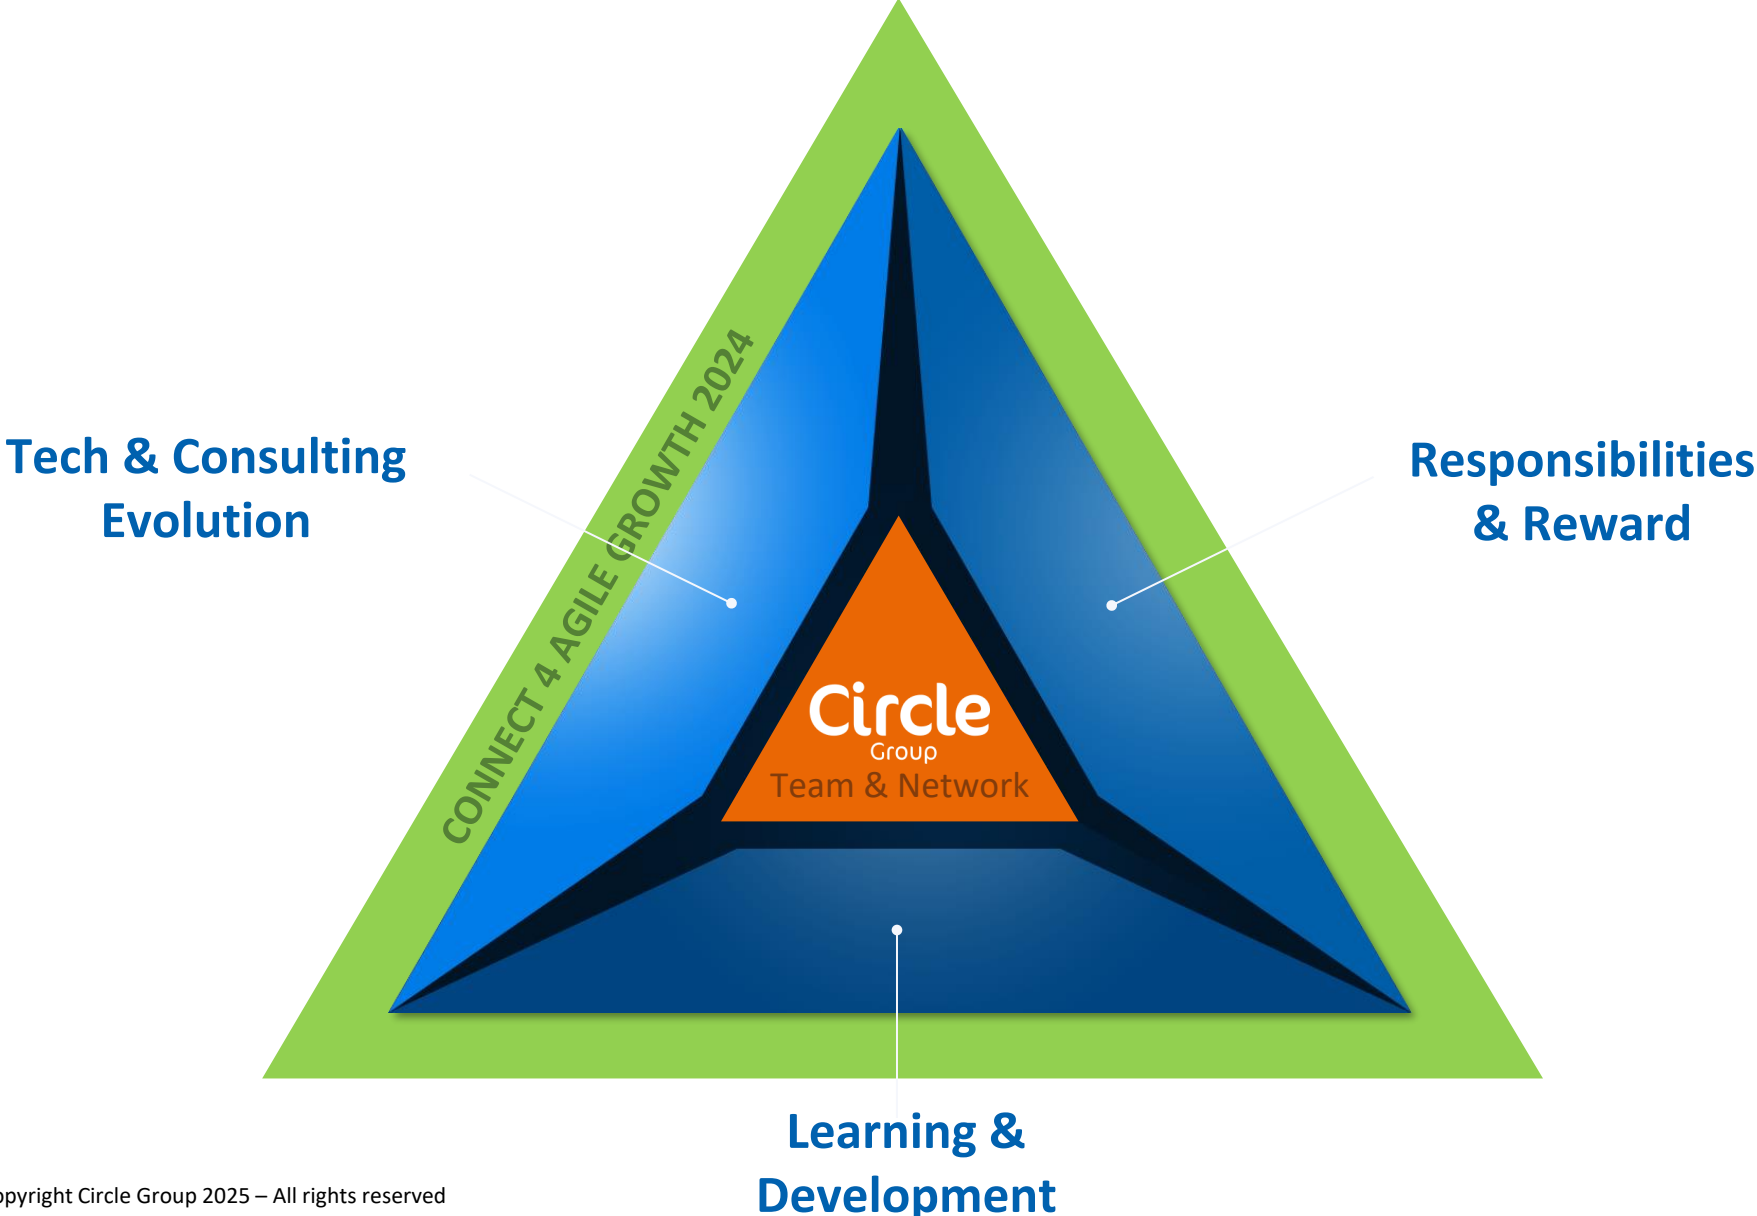 CONNECT 4 AGILE GROWTH 2024
Tech & Consulting
Evolution
Responsibilities
& Reward
Circle
Group
Team & Network
Learning &
Development
opyright Circle Group 2025 – All rights reserved